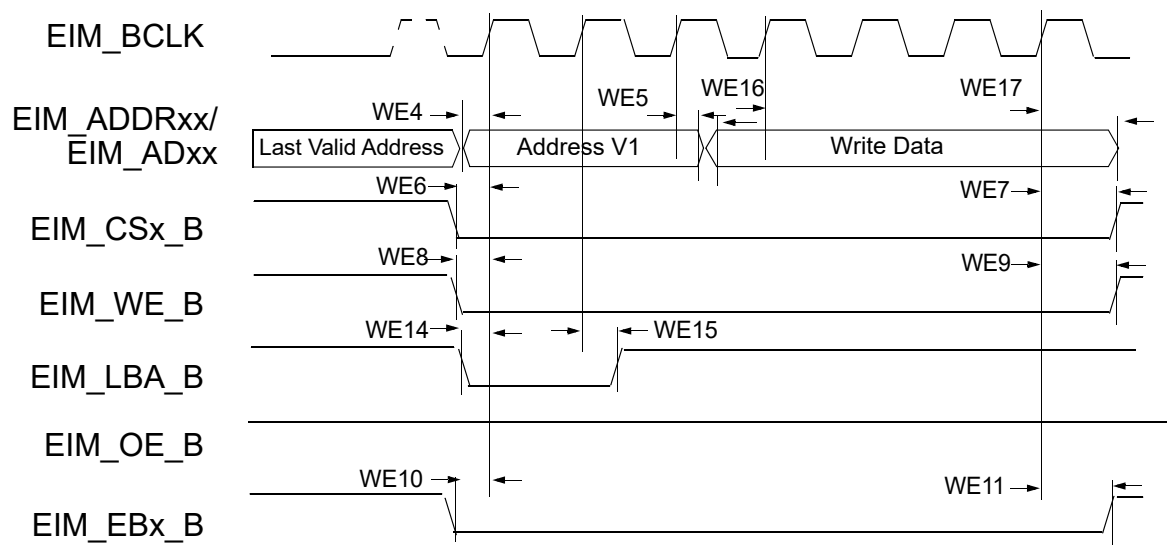 EIM_BCLK
WE16
WE4
WE5
WE17
EIM_ADDRxx/
EIM_ADxx
Last Valid Address
Address V1
Write Data
WE6
WE7
EIM_CSx_B
WE8
WE9
EIM_WE_B
WE14
WE15
EIM_LBA_B
EIM_OE_B
WE10
WE11
EIM_EBx_B